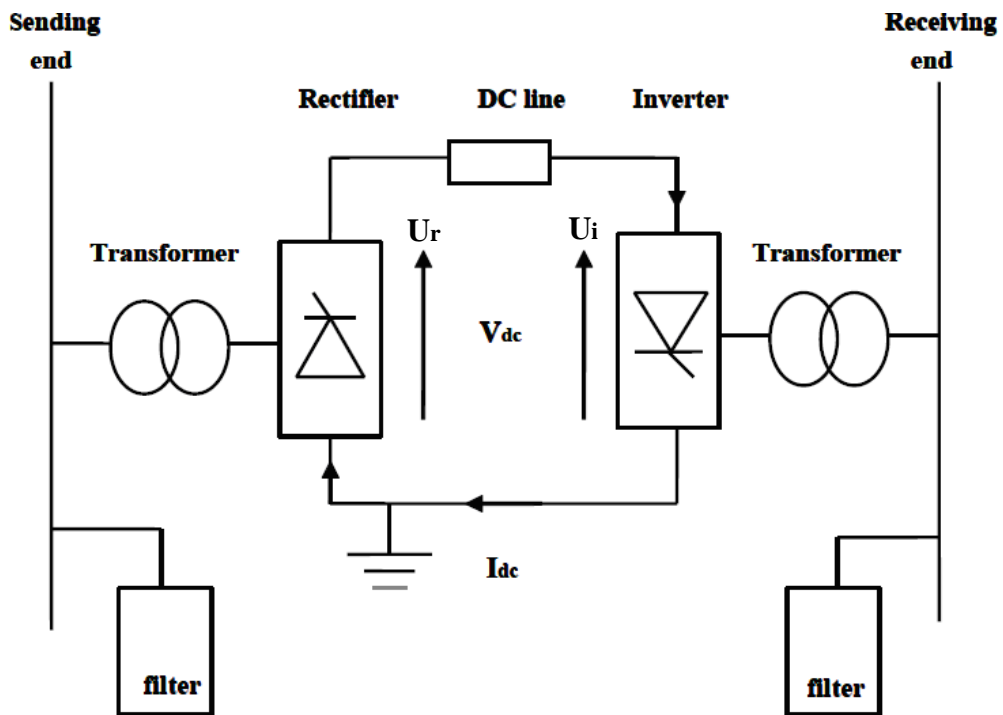 Sending
end
Receiving
end
Rectifier
DC line
Inverter
Ur
Ui
Transformer
Transformer
Vdc
Idc
filter
filter